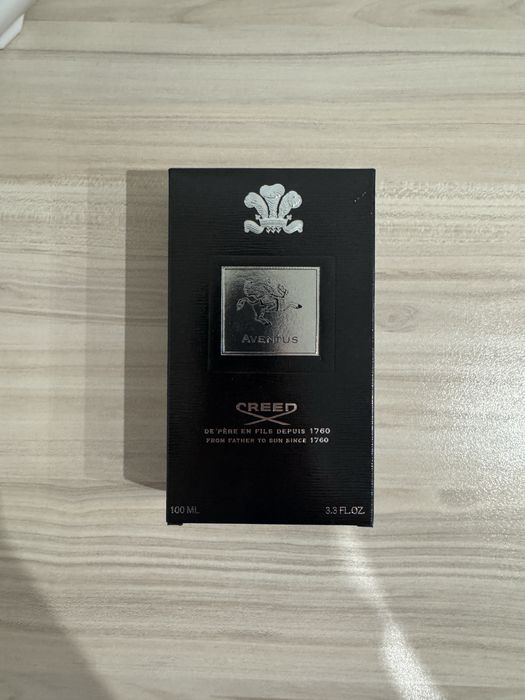 AVENTUS
CREED
DE PÈRE EN FILS DEPUIS 1760
FROM FATHER TO SON SINCE 1760
100 ML 3.3 FL.OZ.